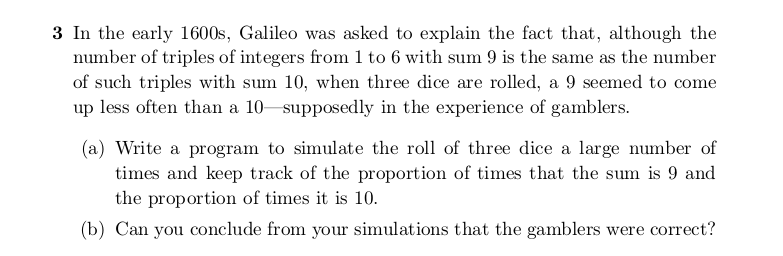 3 In the early 1600s, Galileo was asked to explain the fact that, although the
number of triples of integers from 1 to 6 with sum 9 is the same as the number
of such triples with sum 10, when three dice are rolled, a 9 seemed to come
up less often than a 10—supposedly in the experience of gamblers.
(a) Write a program to simulate the roll of three dice a large number of
times and keep track of the proportion of times that the sum is 9 and
the proportion of times it is 10.
(b) Can you conclude from your simulations that the gamblers were correct?